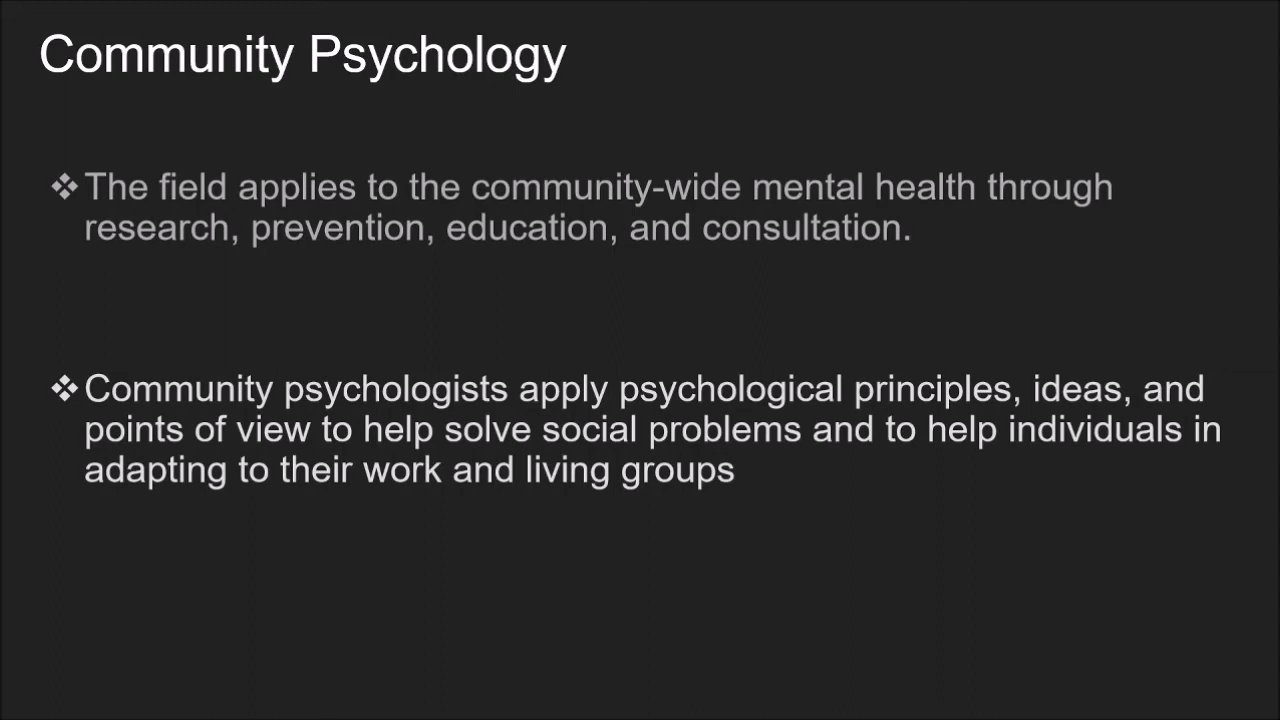 Community Psychology
❖The field applies to the community-wide mental health through
research, prevention, education, and consultation.
❖Community psychologists apply psychological principles, ideas, and
points of view to help solve social problems and to help individuals in
adapting to their work and living groups